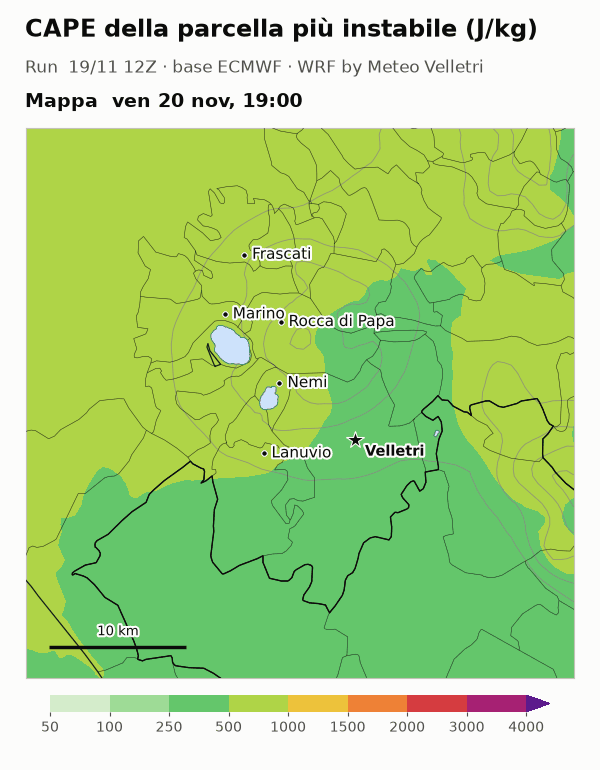 CAPE della parcella più instabile (J/kg)
Run  19/11 12Z · base ECMWF · WRF by Meteo Velletri
Mappa  ven 20 nov, 19:00
Frascati
Marino
Rocca di Papa
Nemi
Lanuvio
Velletri
10 km
50 100 250 500 1000 1500 2000 3000 4000